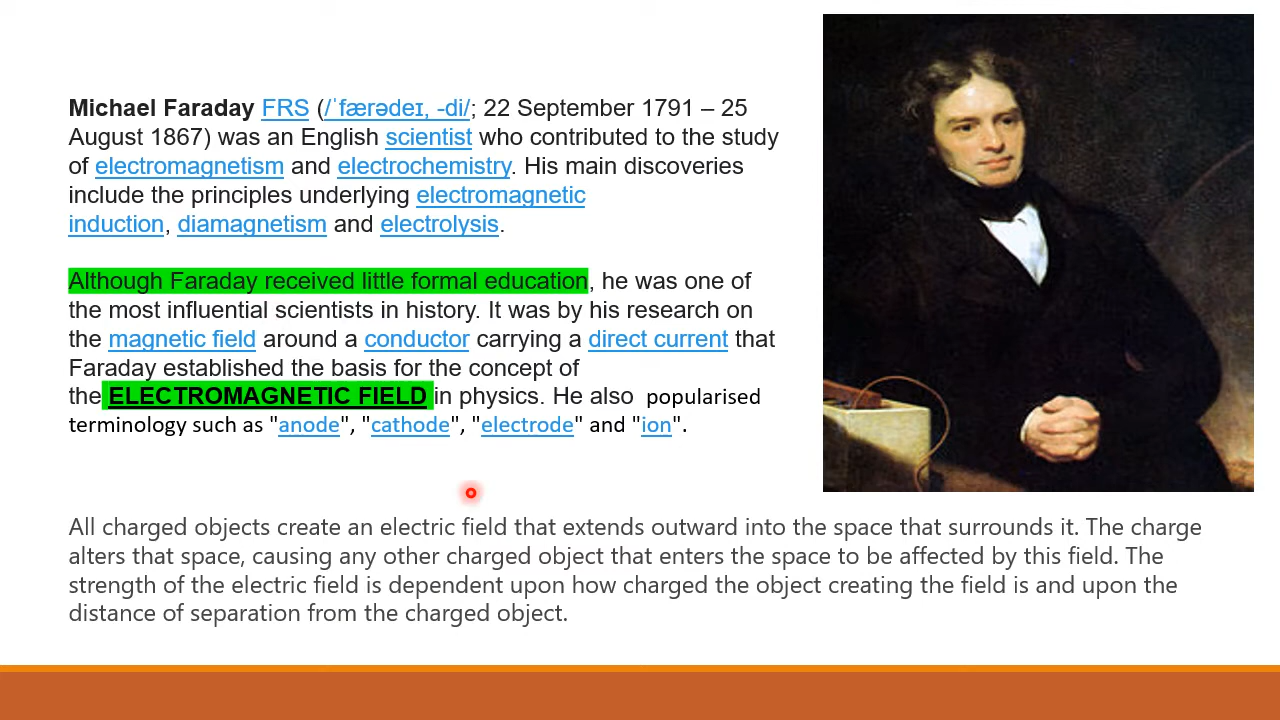 Michael Faraday FRS (/ˈfærədeɪ, -di/; 22 September 1791 – 25
August 1867) was an English scientist who contributed to the study
of electromagnetism and electrochemistry. His main discoveries
include the principles underlying electromagnetic
induction, diamagnetism and electrolysis.
Although Faraday received little formal education, he was one of
the most influential scientists in history. It was by his research on
the magnetic field around a conductor carrying a direct current that
Faraday established the basis for the concept of
the ELECTROMAGNETIC FIELD in physics. He also popularised
terminology such as "anode", "cathode", "electrode" and "ion".
All charged objects create an electric field that extends outward into the space that surrounds it. The charge
alters that space, causing any other charged object that enters the space to be affected by this field. The
strength of the electric field is dependent upon how charged the object creating the field is and upon the
distance of separation from the charged object.